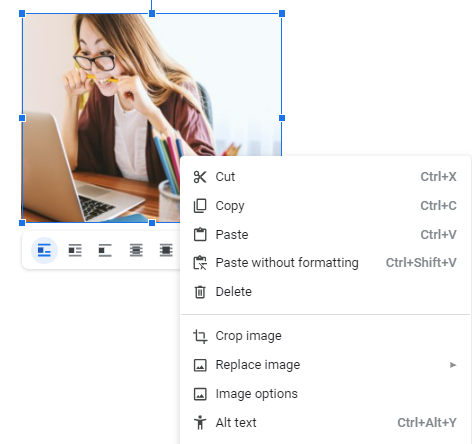 Cut Ctrl+X
Copy Ctrl+C
Paste Ctrl+V
Paste without formatting Ctrl+Shift+V
Delete
Crop image
Replace image
Image options
Alt text Ctrl+Alt+Y